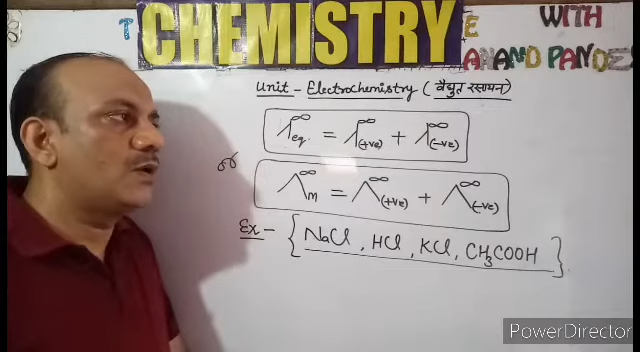 CHEMISTRY
WITH
ANAND PANDE
Unit - Electrochemistry (वैद्युत रसायन)
λ∞eq. = λ∞(+ve) + λ∞(-ve)
or
Λ∞m = Λ∞(+ve) + Λ∞(-ve)
Ex - { NaCl, HCl, KCl, CH3COOH }
PowerDirector